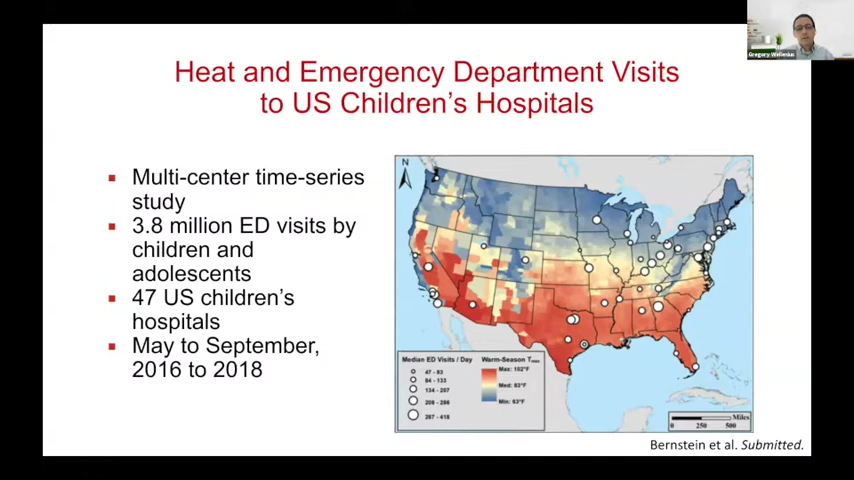 Gregory Wellenius
Heat and Emergency Department Visits
to US Children's Hospitals
▪ Multi-center time-series
study
▪ 3.8 million ED visits by
children and
adolescents
▪ 47 US children's
hospitals
▪ May to September,
2016 to 2018
N
Median ED Visits / Day
47 - 83
84 - 133
134 - 207
208 - 286
287 - 418
Warm-Season Tmax
Max: 102°F
Med: 83°F
Min: 63°F
Miles
0 250 500
Bernstein et al. Submitted.